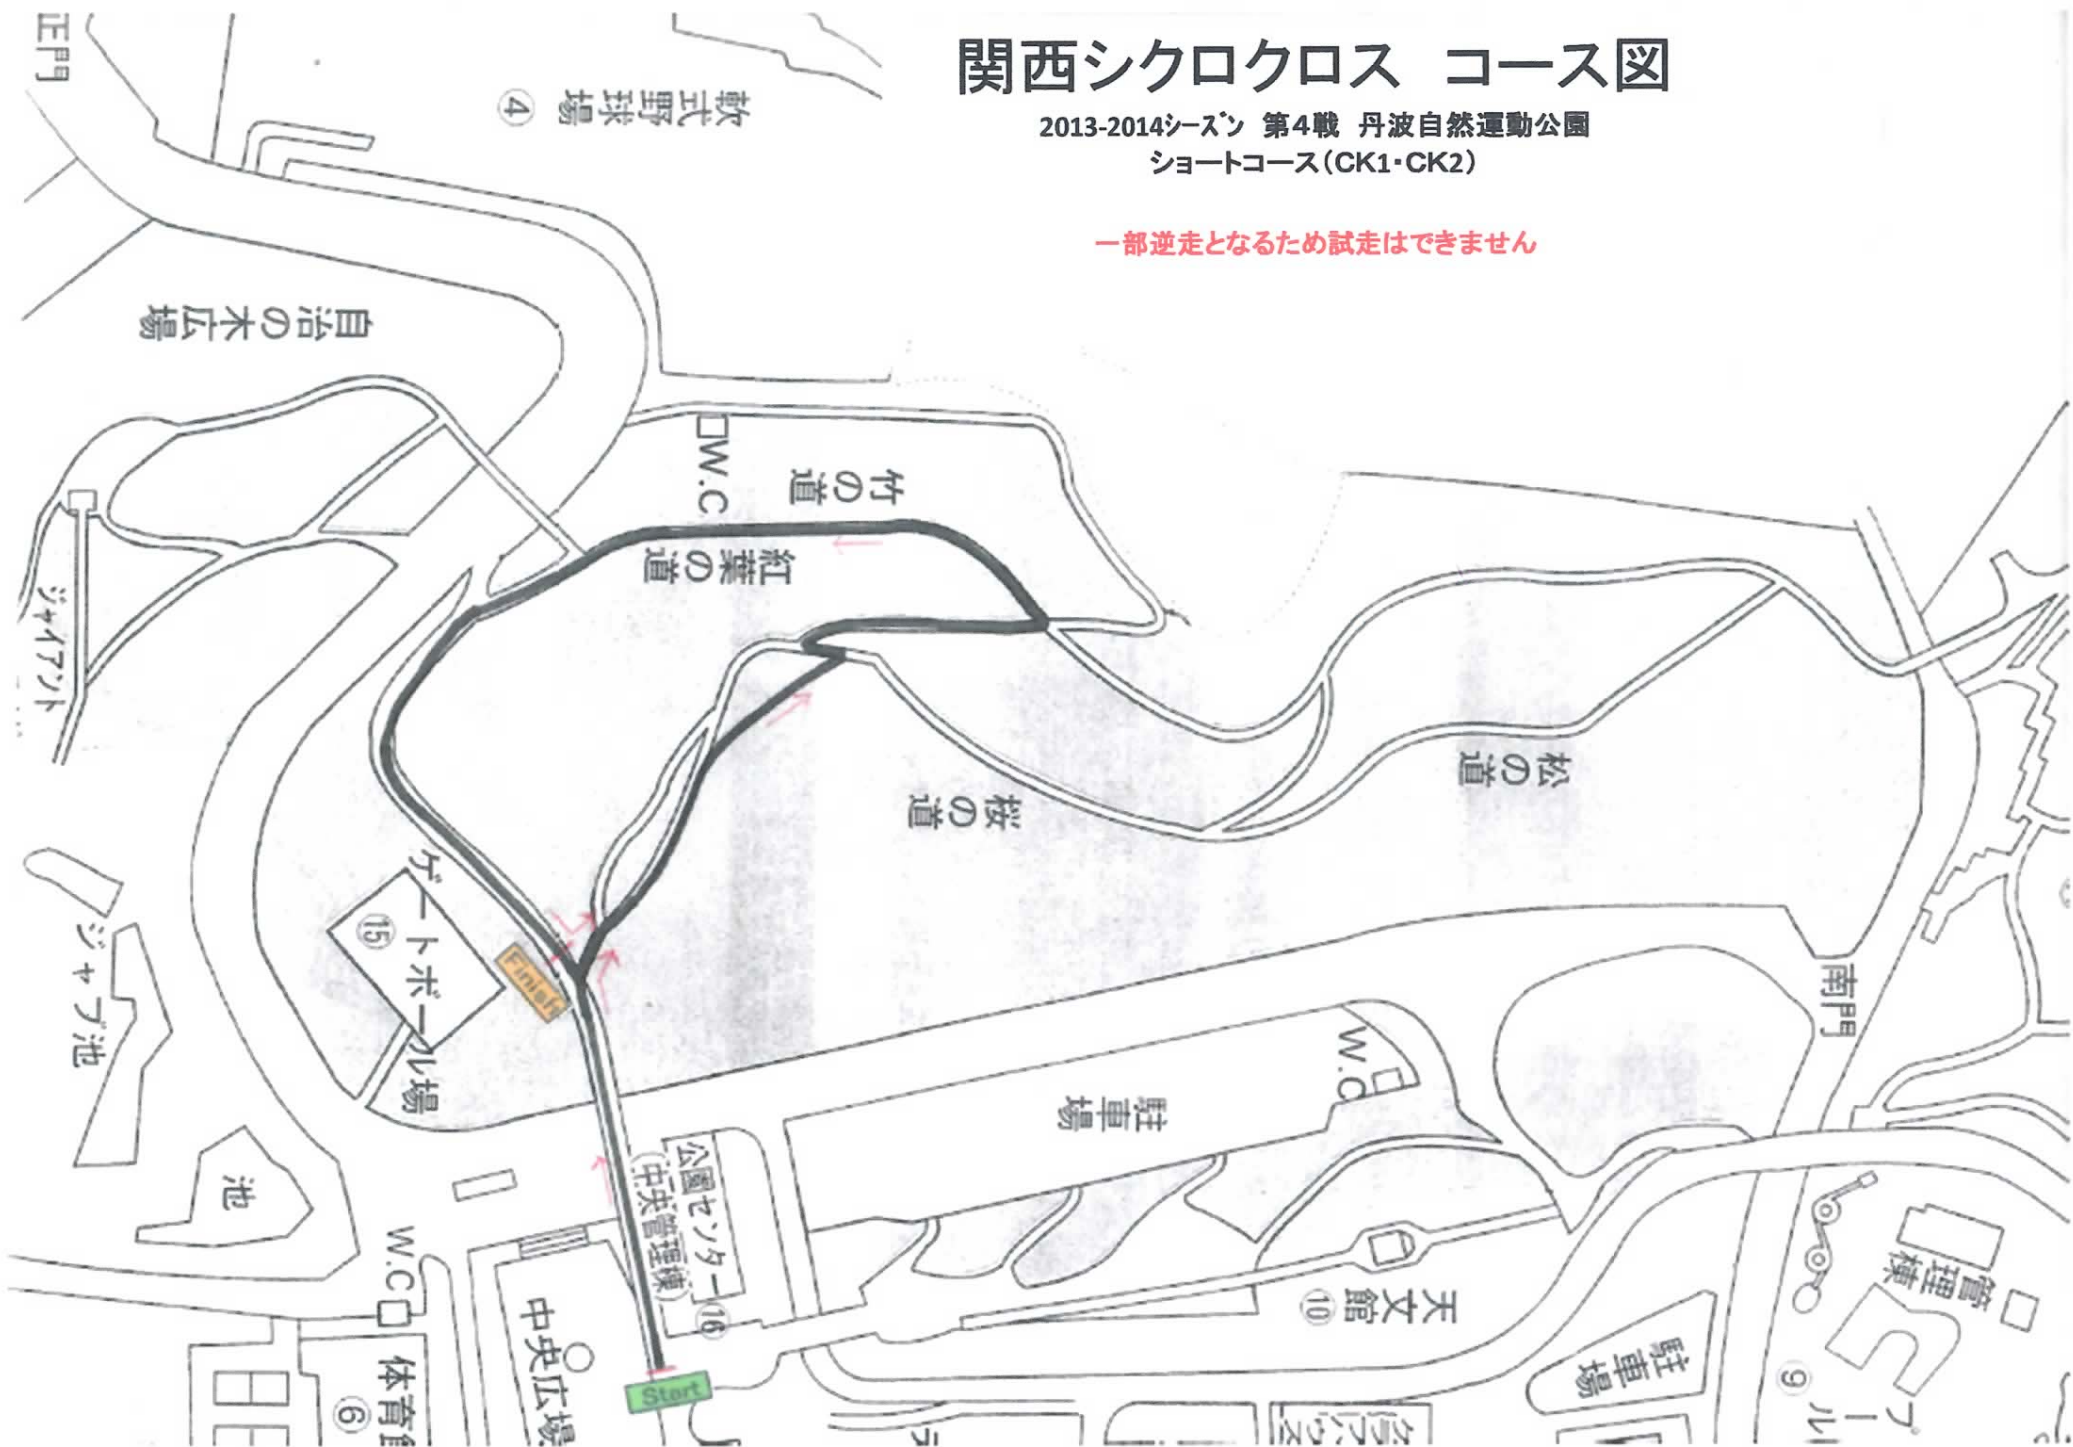 関西シクロクロス コース図
2013-2014シーズン 第4戦 丹波自然運動公園
ショートコース（CK1・CK2）
一部逆走となるため試走はできません
正門
④ 軟式野球場
自治の木広場
W.C
竹の道
紅葉の道
ジャイアント
松の道
桜の道
ゲートボール場
⑮
Finish
ジャブ池
南門
W.C
駐車場
公園センター
(中央管理棟)
⑯
池
W.C
管理棟
天文館
⑩
中央広場
駐車場
⑨
プール
体育館
⑥
Start